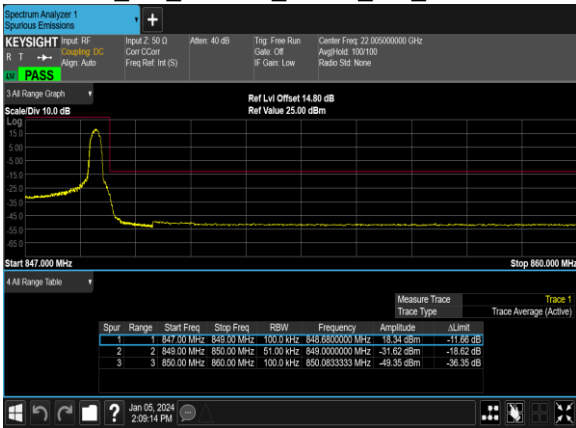 Spectrum Analyzer 1
Spurious Emissions
+
KEYSIGHT Input: RF Input Z: 50 Ω Atten: 40 dB Trig: Free Run Center Freq: 22.005000000 GHz
R T Coupling: DC Corr CCorr Gate: Off Avg|Hold: 100/100
Align: Auto Freq Ref: Int (S) IF Gain: Low Radio Std: None
PASS
3 All Range Graph
Ref Lvl Offset 14.80 dB
Scale/Div 10.0 dB Ref Value 25.00 dBm
Log
15.0
5.00
-5.00
-15.0
-25.0
-35.0
-45.0
-55.0
-65.0
Start 847.000 MHz Stop 860.000 MHz
4 All Range Table
Measure Trace Trace 1
Trace Type Trace Average (Active)
Spur Range Start Freq Stop Freq RBW Frequency Amplitude ΔLimit
1 1 847.00 MHz 849.00 MHz 100.0 kHz 848.6800000 MHz 18.34 dBm -11.66 dB
2 2 849.00 MHz 850.00 MHz 51.00 kHz 849.0000000 MHz -31.62 dBm -18.62 dB
3 3 850.00 MHz 860.00 MHz 100.0 kHz 850.0833333 MHz -49.35 dBm -36.35 dB
? Jan 05, 2024
2:09:14 PM